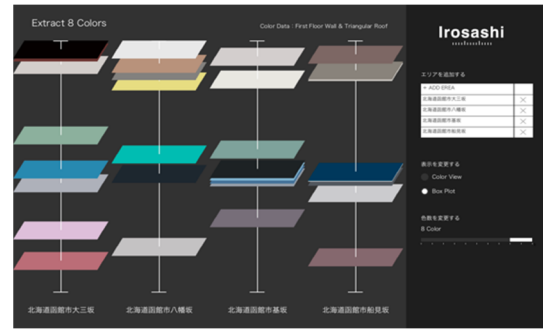 Extract 8 Colors
Color Data : First Floor Wall & Triangular Roof
Irosashi
エリアを追加する
+ ADD EREA
北海道函館市大三坂
北海道函館市八幡坂
北海道函館市基坂
北海道函館市船見坂
表示を変更する
Color View
Box Plot
色数を変更する
8 Color
北海道函館市大三坂
北海道函館市八幡坂
北海道函館市基坂
北海道函館市船見坂